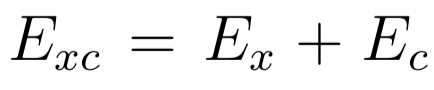 E_{xc} = E_x + E_c